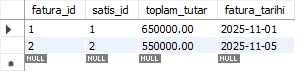 fatura_id satis_id toplam_tutar fatura_tarihi
1 1 650000.00 2025-11-01
2 2 550000.00 2025-11-05
NULL NULL NULL NULL